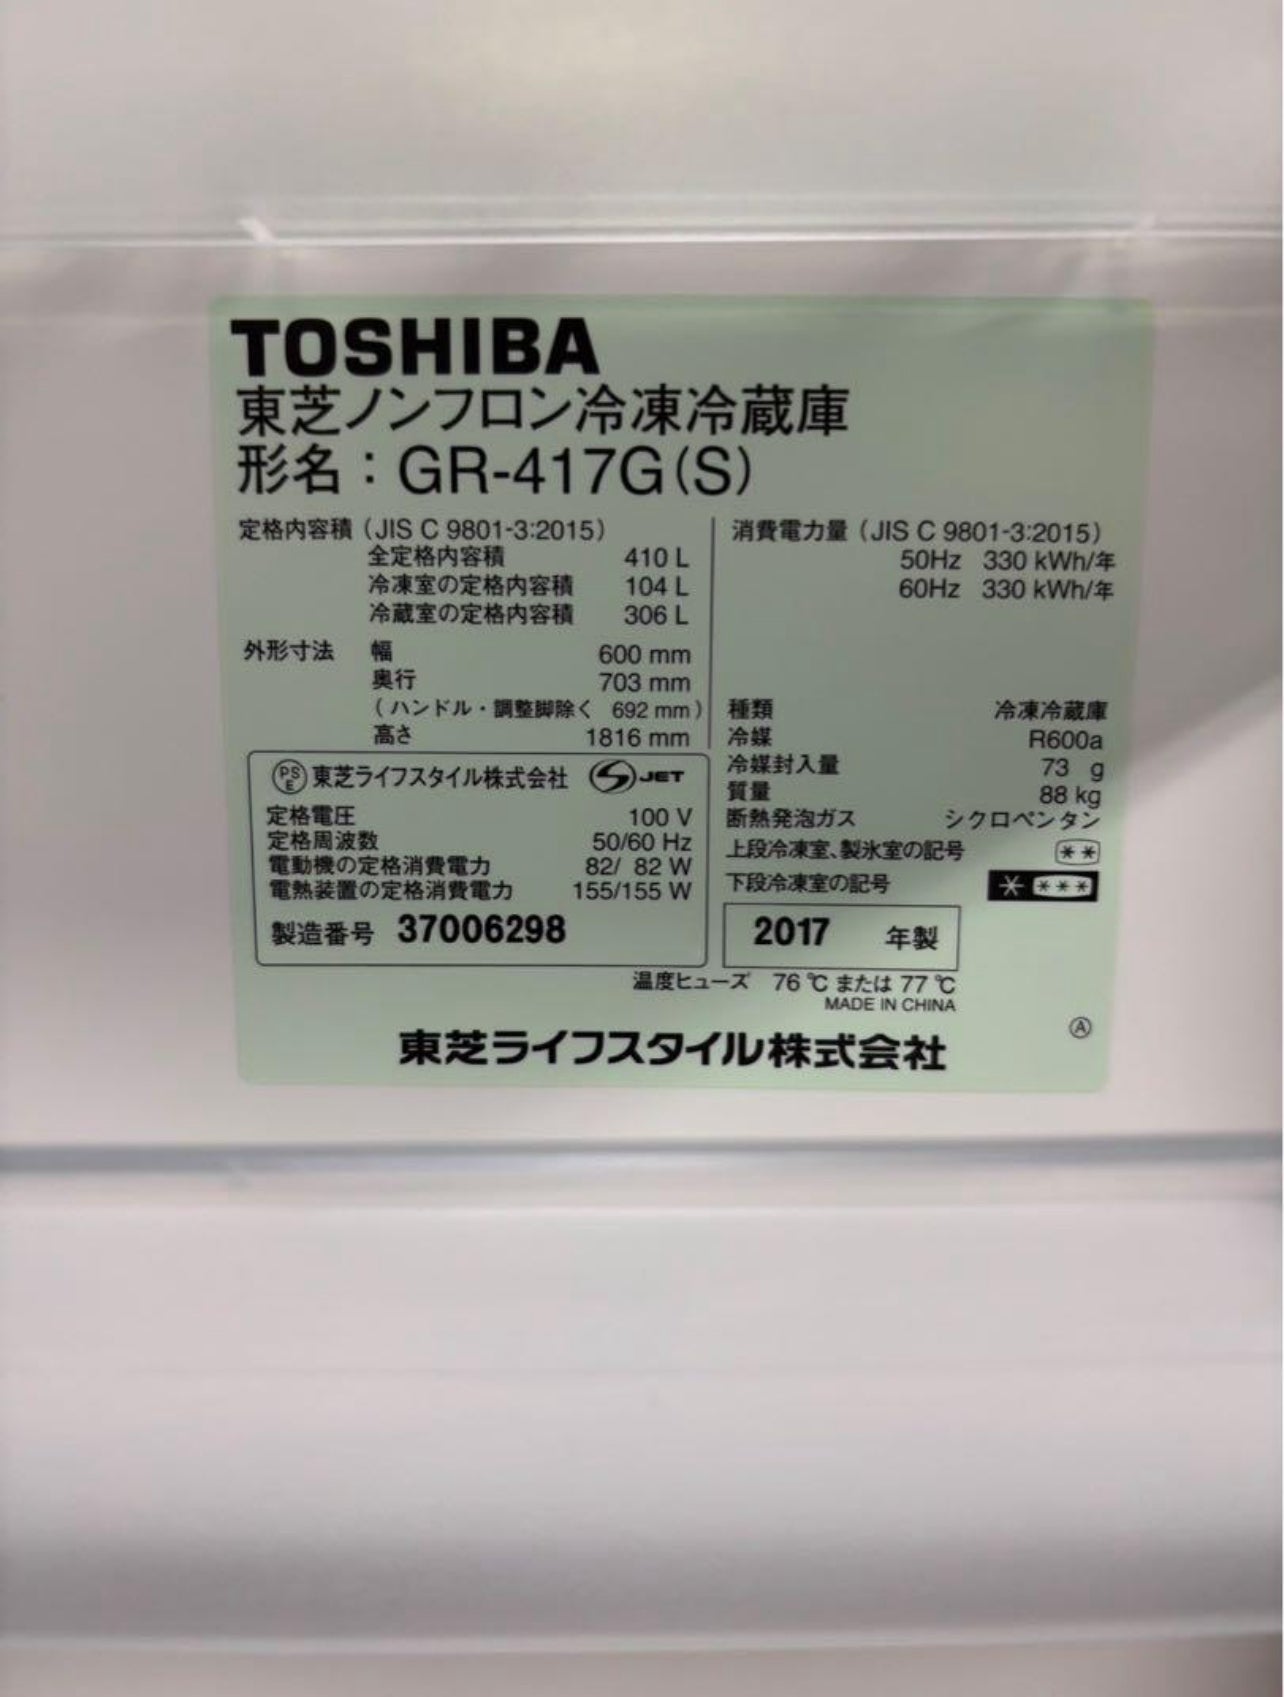 TOSHIBA
東芝ノンフロン冷凍冷蔵庫
形名：GR-417G(S)
定格内容積（JIS C 9801-3:2015）
全定格内容積 410 L
冷凍室の定格内容積 104 L
冷蔵室の定格内容積 306 L
外形寸法 幅 600 mm
奥行 703 mm
（ハンドル・調整脚除く 692 mm）
高さ 1816 mm
PSE 東芝ライフスタイル株式会社 S JET
定格電圧 100 V
定格周波数 50/60 Hz
電動機の定格消費電力 82/ 82 W
電熱装置の定格消費電力 155/155 W
製造番号 37006298
消費電力量（JIS C 9801-3:2015）
50Hz 330 kWh/年
60Hz 330 kWh/年
種類 冷凍冷蔵庫
冷媒 R600a
冷媒封入量 73 g
質量 88 kg
断熱発泡ガス シクロペンタン
上段冷凍室、製氷室の記号 **
下段冷凍室の記号 * ***
2017 年製
温度ヒューズ 76 ℃ または 77 ℃
MADE IN CHINA
Ⓐ
東芝ライフスタイル株式会社